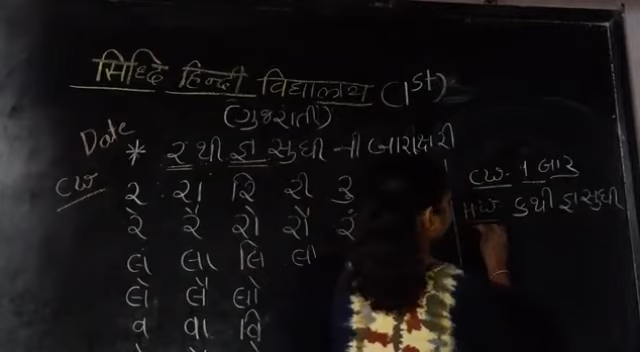 सिध्दि हिन्दी विद्यालय (1st)
(ગુજરાતી)
Date
* ર થી જ્ઞ સુધી ની બારાક્ષરી
CW
ર રા રિ રી રુ
રે રૈ રો રૌ રં
લ લા લિ લી
લે લૈ લો
વ વા વિ
CW. 1 બાર
HW ક થી જ્ઞ સુધી